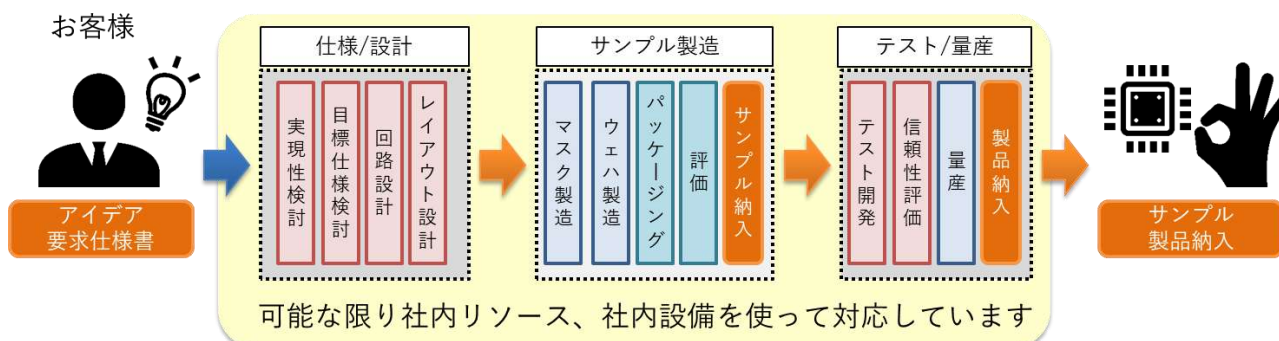 お客様
アイデア
要求仕様書
仕様/設計
実現性検討
目標仕様検討
回路設計
レイアウト設計
サンプル製造
マスク製造
ウェハ製造
パッケージング
評価
サンプル納入
テスト/量産
テスト開発
信頼性評価
量産
製品納入
サンプル
製品納入
可能な限り社内リソース、社内設備を使って対応しています